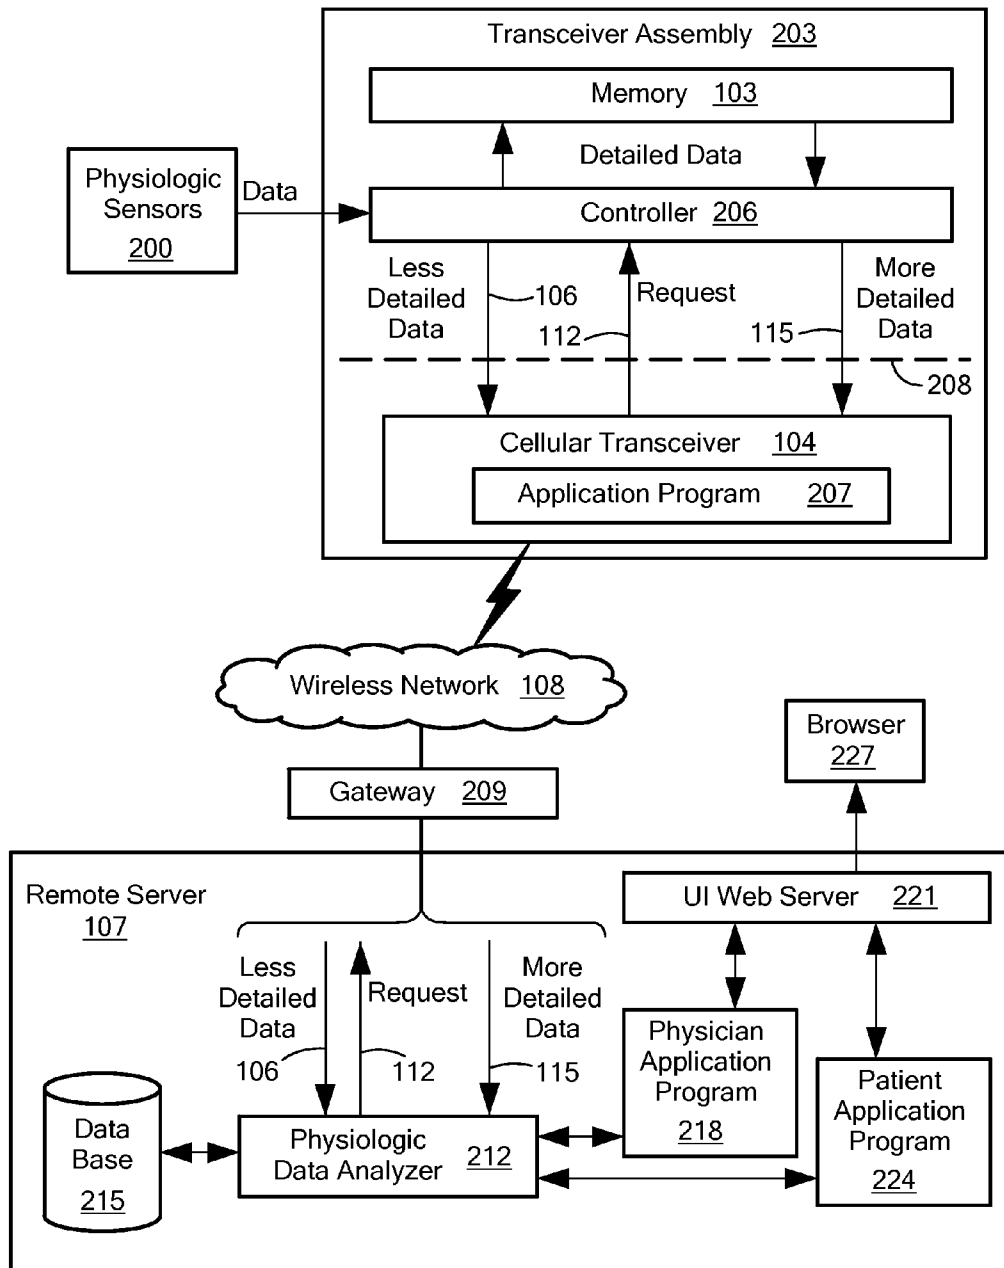 Transceiver Assembly 203
Memory 103
Detailed Data
Physiologic
Sensors
200
Data
Controller 206
Less
Detailed
Data
106
Request
112
More
Detailed
Data
115
208
Cellular Transceiver 104
Application Program 207
Wireless Network 108
Browser
227
Gateway 209
Remote Server
107
UI Web Server 221
Less
Detailed
Data
106
Request
112
More
Detailed
Data
115
Physician
Application
Program
218
Patient
Application
Program
224
Data
Base
215
Physiologic
Data Analyzer 212